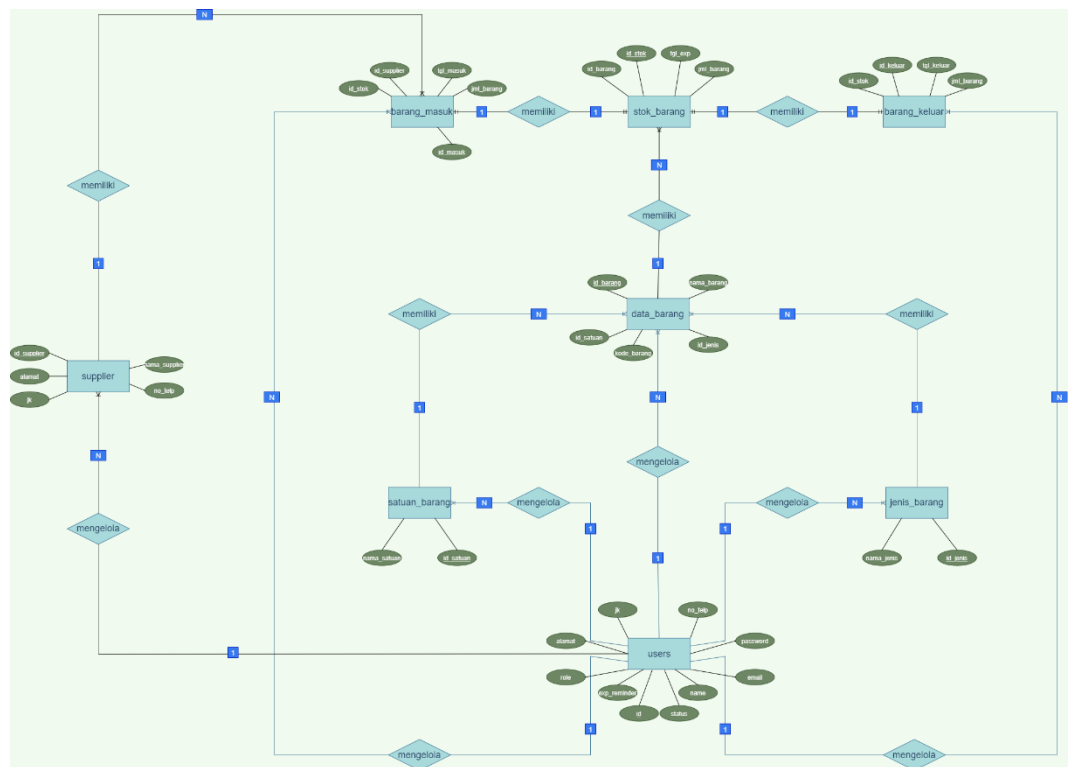 N
id_supplier
tgl_masuk
id_stok
jml_barang
barang_masuk
id_masuk
1
memiliki
1
id_stok
tgl_exp
id_barang
jml_barang
stok_barang
1
memiliki
1
id_keluar
tgl_keluar
id_stok
jml_barang
barang_keluar
memiliki
N
memiliki
1
1
id_barang
nama_barang
data_barang
id_satuan
kode_barang
id_jenis
memiliki
N
N
memiliki
id_supplier
nama_supplier
supplier
alamat
jk
no_telp
N
1
N
1
N
N
mengelola
mengelola
satuan_barang
N
mengelola
nama_satuan
id_satuan
1
mengelola
N
jenis_barang
nama_jenis
id_jenis
1
1
jk
no_telp
alamat
password
users
role
email
exp_reminder
name
id
status
1
1
1
mengelola
mengelola